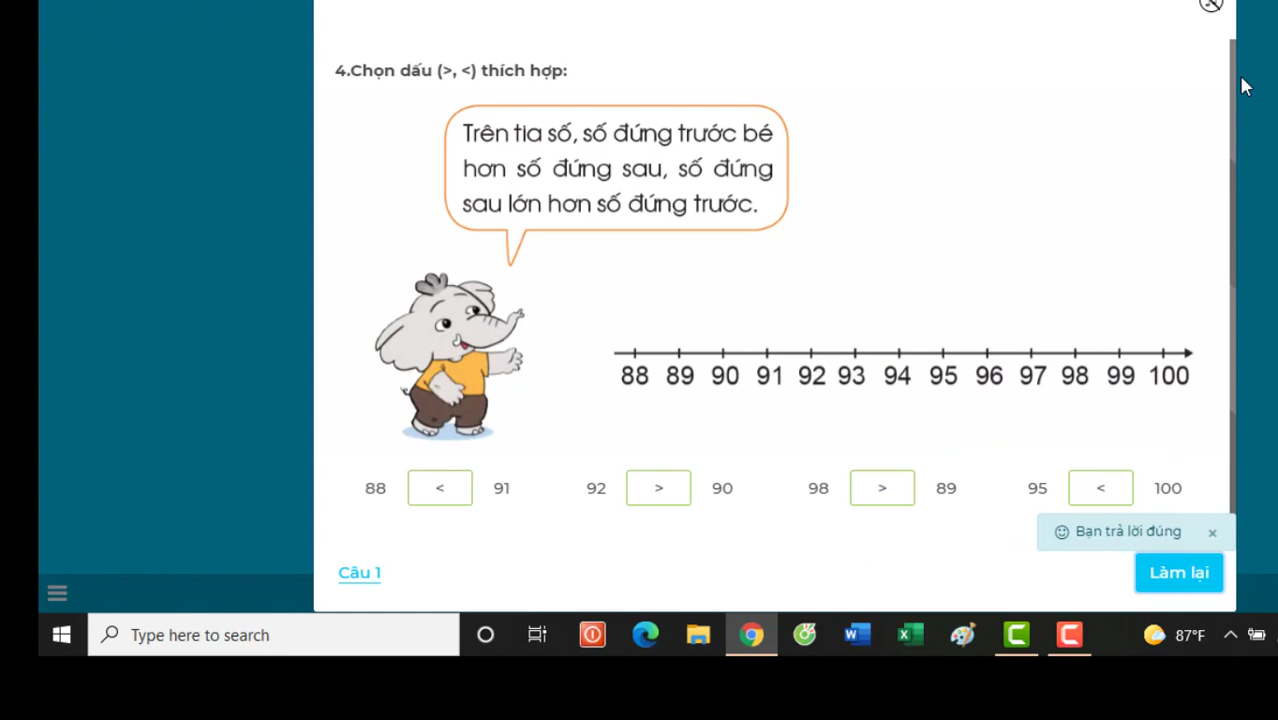 4.Chọn dấu (>, <) thích hợp:
Trên tia số, số đứng trước bé
hơn số đứng sau, số đứng
sau lớn hơn số đứng trước.
88 89 90 91 92 93 94 95 96 97 98 99 100
88 < 91 92 > 90 98 > 89 95 < 100
Bạn trả lời đúng ×
Câu 1 Làm lại
Type here to search 87°F